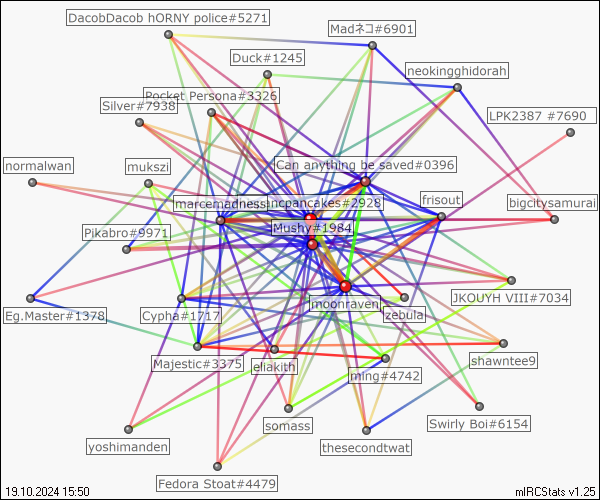 DacobDacob hORNY police#5271
Madネコ#6901
Duck#1245
neokingghidorah
Pocket Persona#3326
Silver#7938
LPK2387 #7690
normalwan
mukszi
Can anything be saved#0396
marcemadness
ncpancakes#2928
frisout
bigcitysamurai
Mushy#1984
Pikabro#9971
JKOUYH VIII#7034
moonraven
zebula
Eg.Master#1378
Cypha#1717
Majestic#3375
eliakith
ming#4742
shawntee9
somass
Swirly Boi#6154
yoshimanden
thesecondtwat
Fedora Stoat#4479
19.10.2024 15:50
mIRCStats v1.25